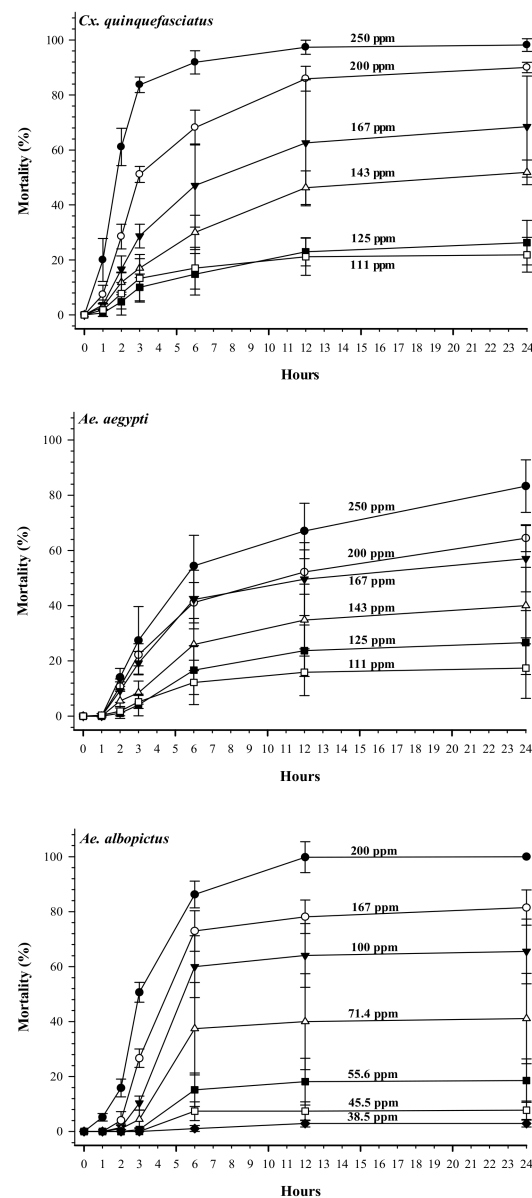 Cx. quinquefasciatus
250 ppm
100
200 ppm
80
167 ppm
60
143 ppm
40
125 ppm
20
111 ppm
0
Mortality (%)
0 1 2 3 4 5 6 7 8 9 10 11 12 13 14 15 16 17 18 19 20 21 22 23 24
Hours
Ae. aegypti
100
80
250 ppm
60
200 ppm
167 ppm
40
143 ppm
125 ppm
20
111 ppm
0
Mortality (%)
0 1 2 3 4 5 6 7 8 9 10 11 12 13 14 15 16 17 18 19 20 21 22 23 24
Hours
Ae. albopictus
200 ppm
100
80
167 ppm
100 ppm
60
71.4 ppm
40
55.6 ppm
20
45.5 ppm
38.5 ppm
0
Mortality (%)
0 1 2 3 4 5 6 7 8 9 10 11 12 13 14 15 16 17 18 19 20 21 22 23 24
Hours